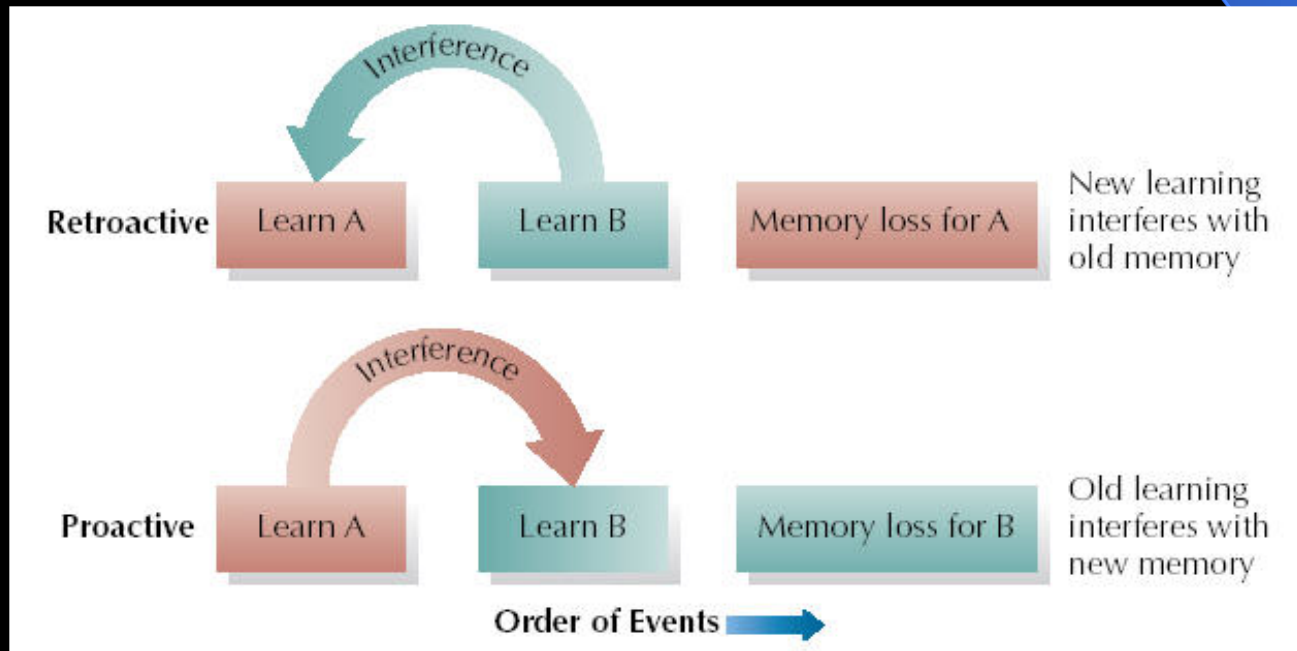 Interference
Retroactive
Learn A
Learn B
Memory loss for A
New learning
interferes with
old memory
Interference
Proactive
Learn A
Learn B
Memory loss for B
Old learning
interferes with
new memory
Order of Events